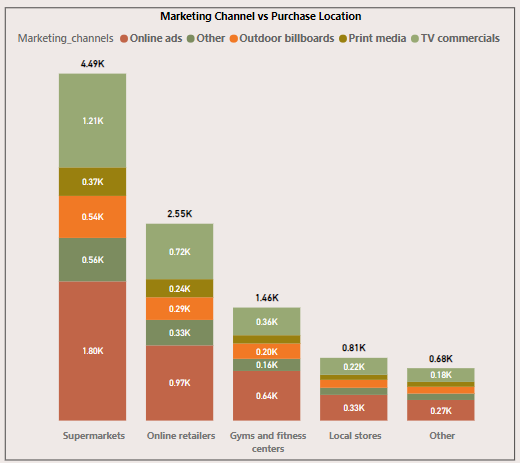 Marketing Channel vs Purchase Location
Marketing_channels Online ads Other Outdoor billboards Print media TV commercials
4.49K
1.21K
0.37K
0.54K
0.56K
1.80K
2.55K
0.72K
0.24K
0.29K
0.33K
0.97K
1.46K
0.36K
0.20K
0.16K
0.64K
0.81K
0.22K
0.33K
0.68K
0.18K
0.27K
Supermarkets Online retailers Gyms and fitness Local stores Other
centers